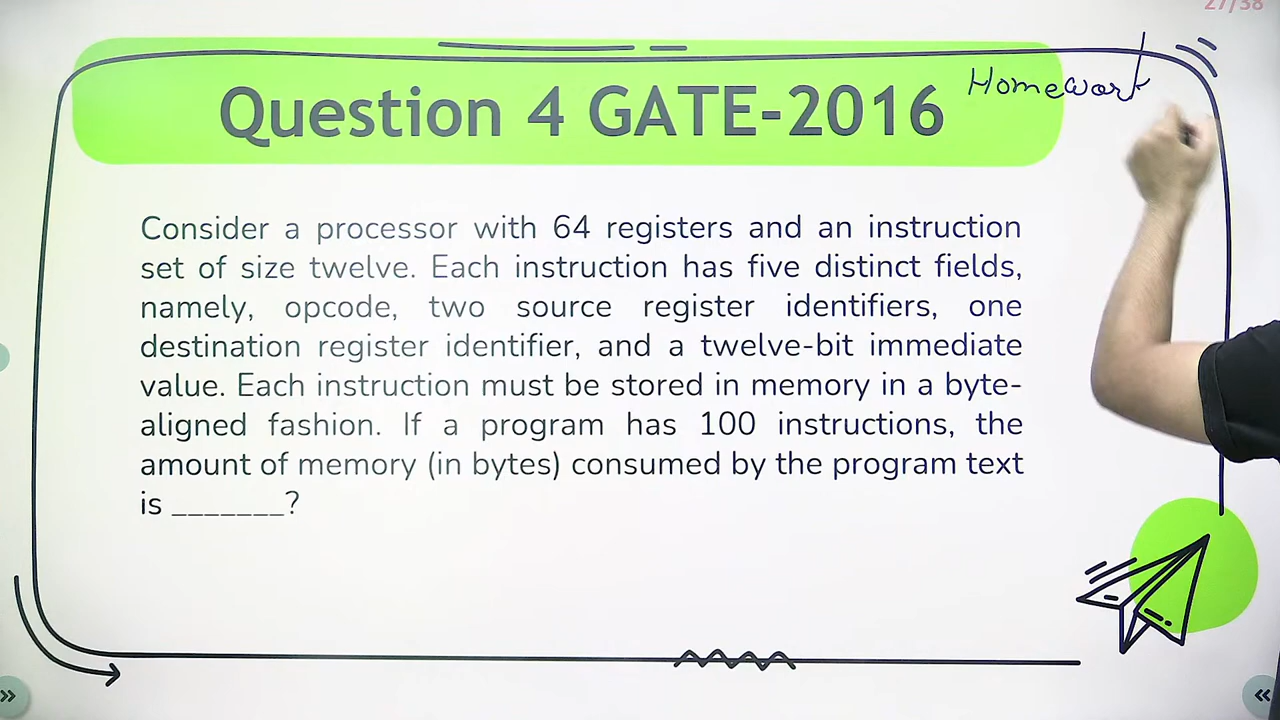 27/38
Homework
Question 4 GATE-2016
Consider a processor with 64 registers and an instruction
set of size twelve. Each instruction has five distinct fields,
namely, opcode, two source register identifiers, one
destination register identifier, and a twelve-bit immediate
value. Each instruction must be stored in memory in a byte-
aligned fashion. If a program has 100 instructions, the
amount of memory (in bytes) consumed by the program text
is _______?